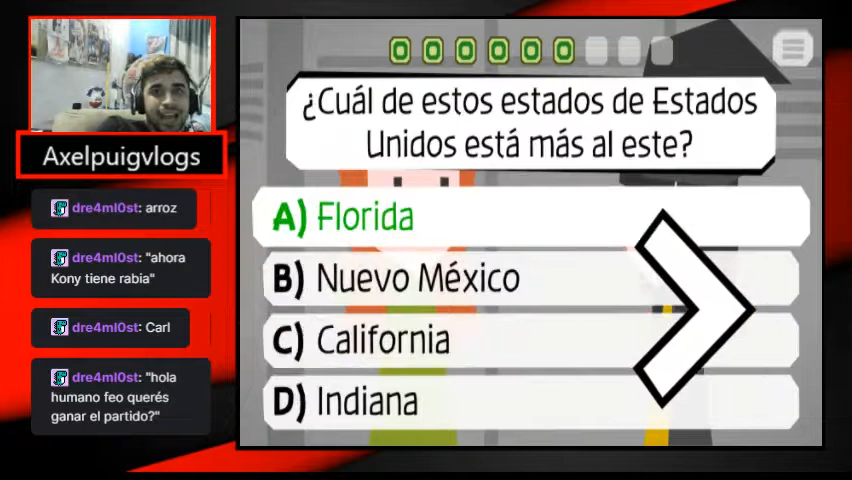 Axelpuigvlogs
dre4ml0st: arroz
dre4ml0st: "ahora
Kony tiene rabia"
dre4ml0st: Carl
dre4ml0st: "hola
humano feo querés
ganar el partido?"
¿Cuál de estos estados de Estados
Unidos está más al este?
A) Florida
B) Nuevo México
C) California
D) Indiana